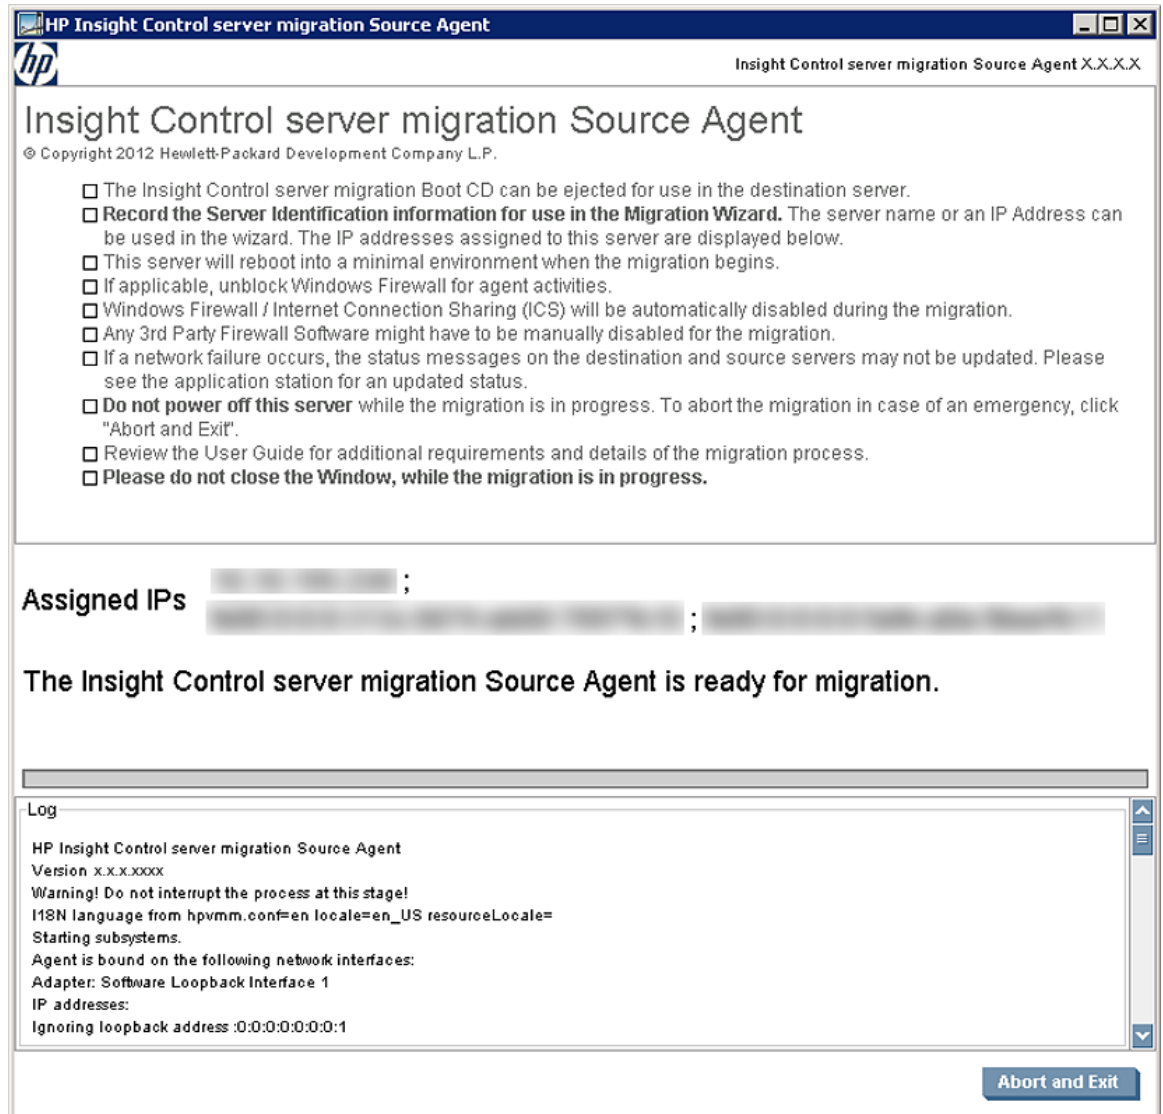 HP Insight Control server migration Source Agent
hp
Insight Control server migration Source Agent X.X.X.X
Insight Control server migration Source Agent
© Copyright 2012 Hewlett-Packard Development Company L.P.
The Insight Control server migration Boot CD can be ejected for use in the destination server.
Record the Server Identification information for use in the Migration Wizard. The server name or an IP Address can
be used in the wizard. The IP addresses assigned to this server are displayed below.
This server will reboot into a minimal environment when the migration begins.
If applicable, unblock Windows Firewall for agent activities.
Windows Firewall / Internet Connection Sharing (ICS) will be automatically disabled during the migration.
Any 3rd Party Firewall Software might have to be manually disabled for the migration.
If a network failure occurs, the status messages on the destination and source servers may not be updated. Please
see the application station for an updated status.
Do not power off this server while the migration is in progress. To abort the migration in case of an emergency, click
"Abort and Exit".
Review the User Guide for additional requirements and details of the migration process.
Please do not close the Window, while the migration is in progress.
;
Assigned IPs
;
The Insight Control server migration Source Agent is ready for migration.
Log
HP Insight Control server migration Source Agent
Version x.x.x.xxxx
Warning! Do not interrupt the process at this stage!
I18N language from hpvmm.conf=en locale=en_US resourceLocale=
Starting subsystems.
Agent is bound on the following network interfaces:
Adapter: Software Loopback Interface 1
IP addresses:
Ignoring loopback address :0:0:0:0:0:0:0:1
Abort and Exit